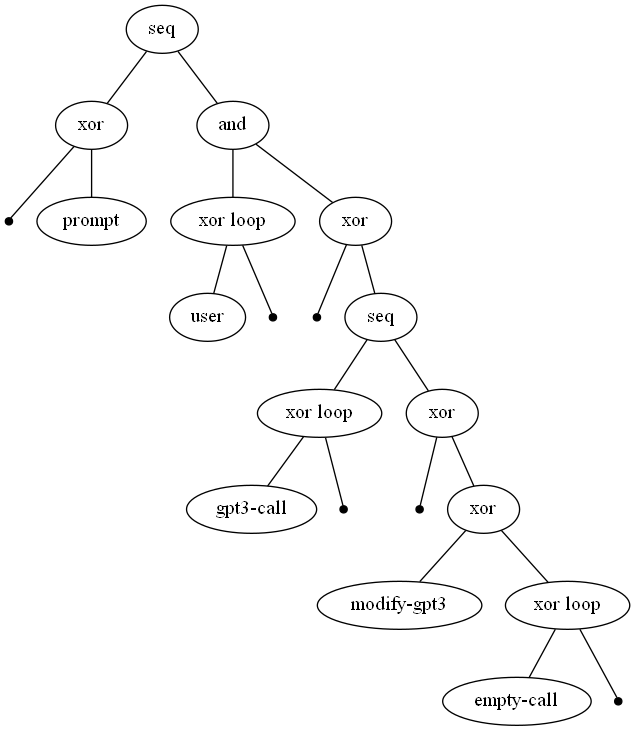 seq
xor and
prompt xor loop xor
user seq
xor loop xor
gpt3-call xor
modify-gpt3 xor loop
empty-call